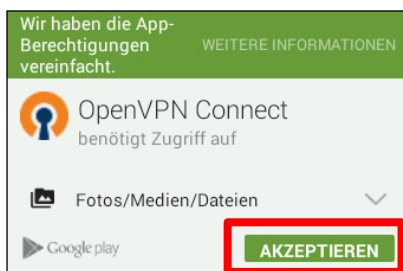 Wir haben die App-
Berechtigungen WEITERE INFORMATIONEN
vereinfacht.
OpenVPN Connect
benötigt Zugriff auf
Fotos/Medien/Dateien
Google play AKZEPTIEREN